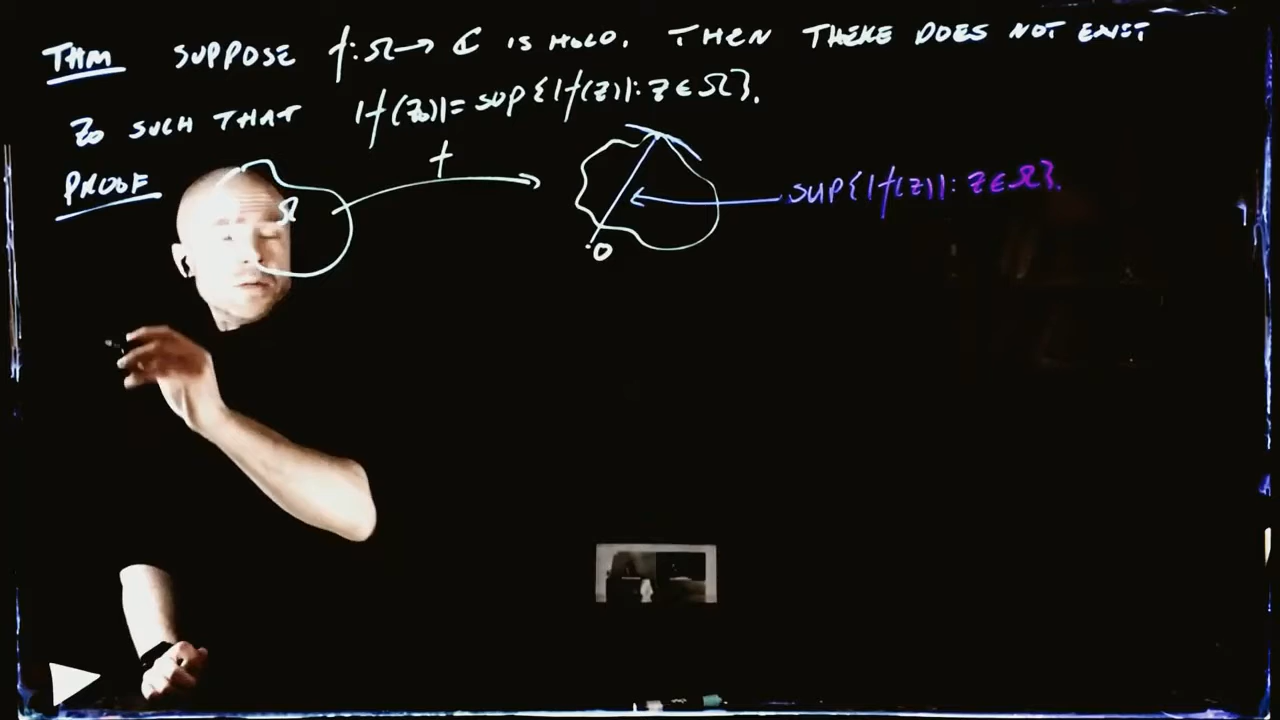 THM SUPPOSE f: Ω → ℂ IS HOLO. THEN THERE DOES NOT EXIST
z₀ SUCH THAT |f(z₀)| = SUP{|f(z)| : z ∈ Ω}.
PROOF
Ω
f
0
SUP{|f(z)| : z ∈ Ω}.